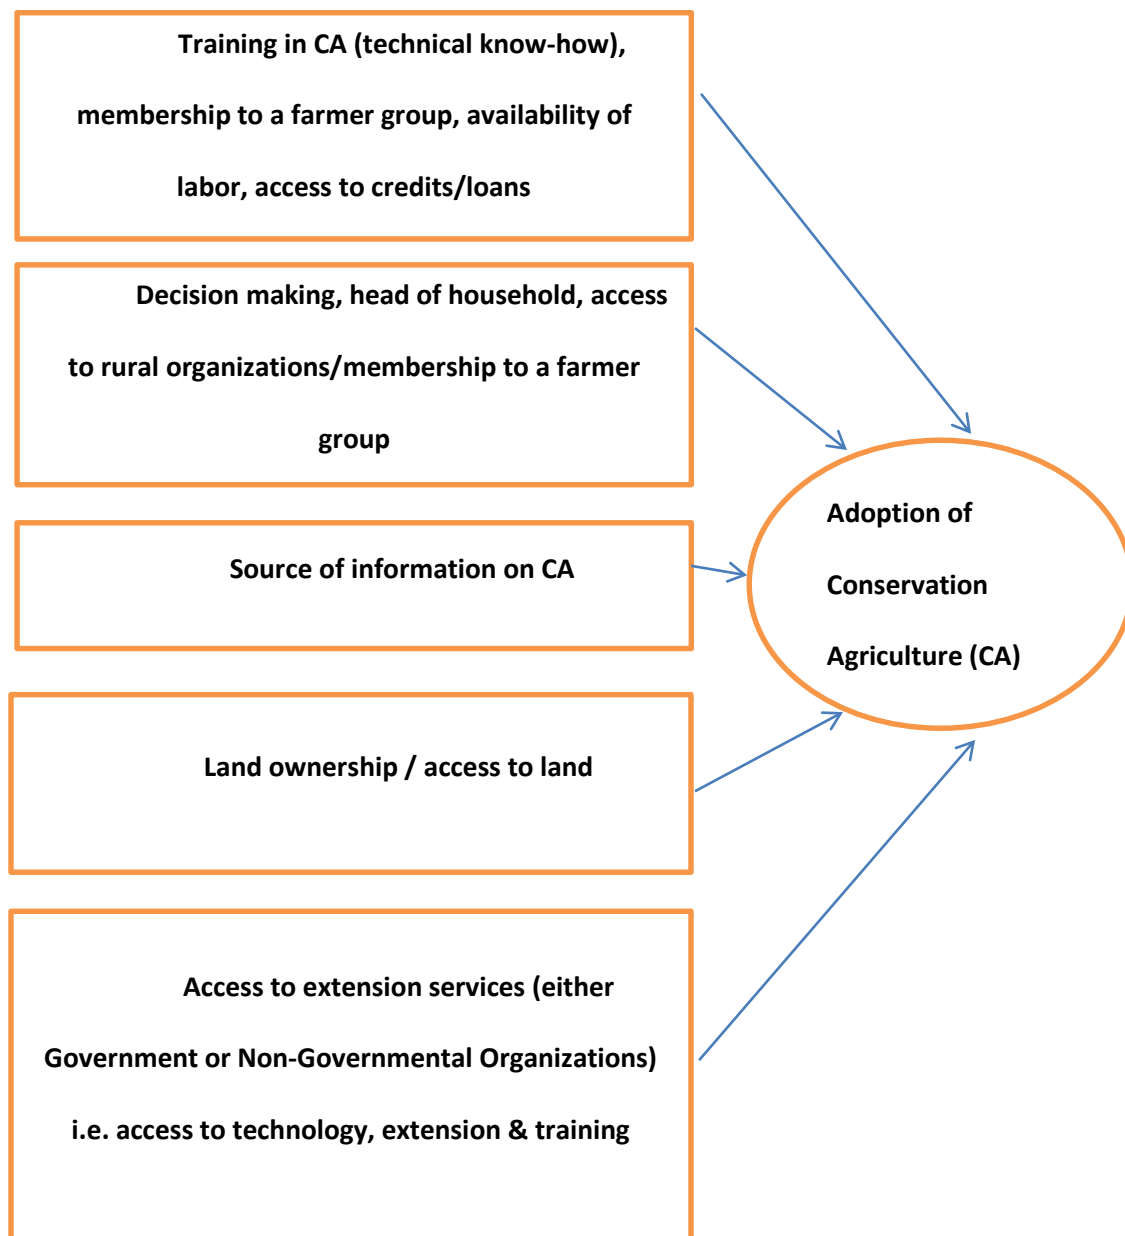 Training in CA (technical know-how),
membership to a farmer group, availability of
labor, access to credits/loans
Decision making, head of household, access
to rural organizations/membership to a farmer
group
Source of information on CA
Land ownership / access to land
Access to extension services (either
Government or Non-Governmental Organizations)
i.e. access to technology, extension & training
Adoption of
Conservation
Agriculture (CA)